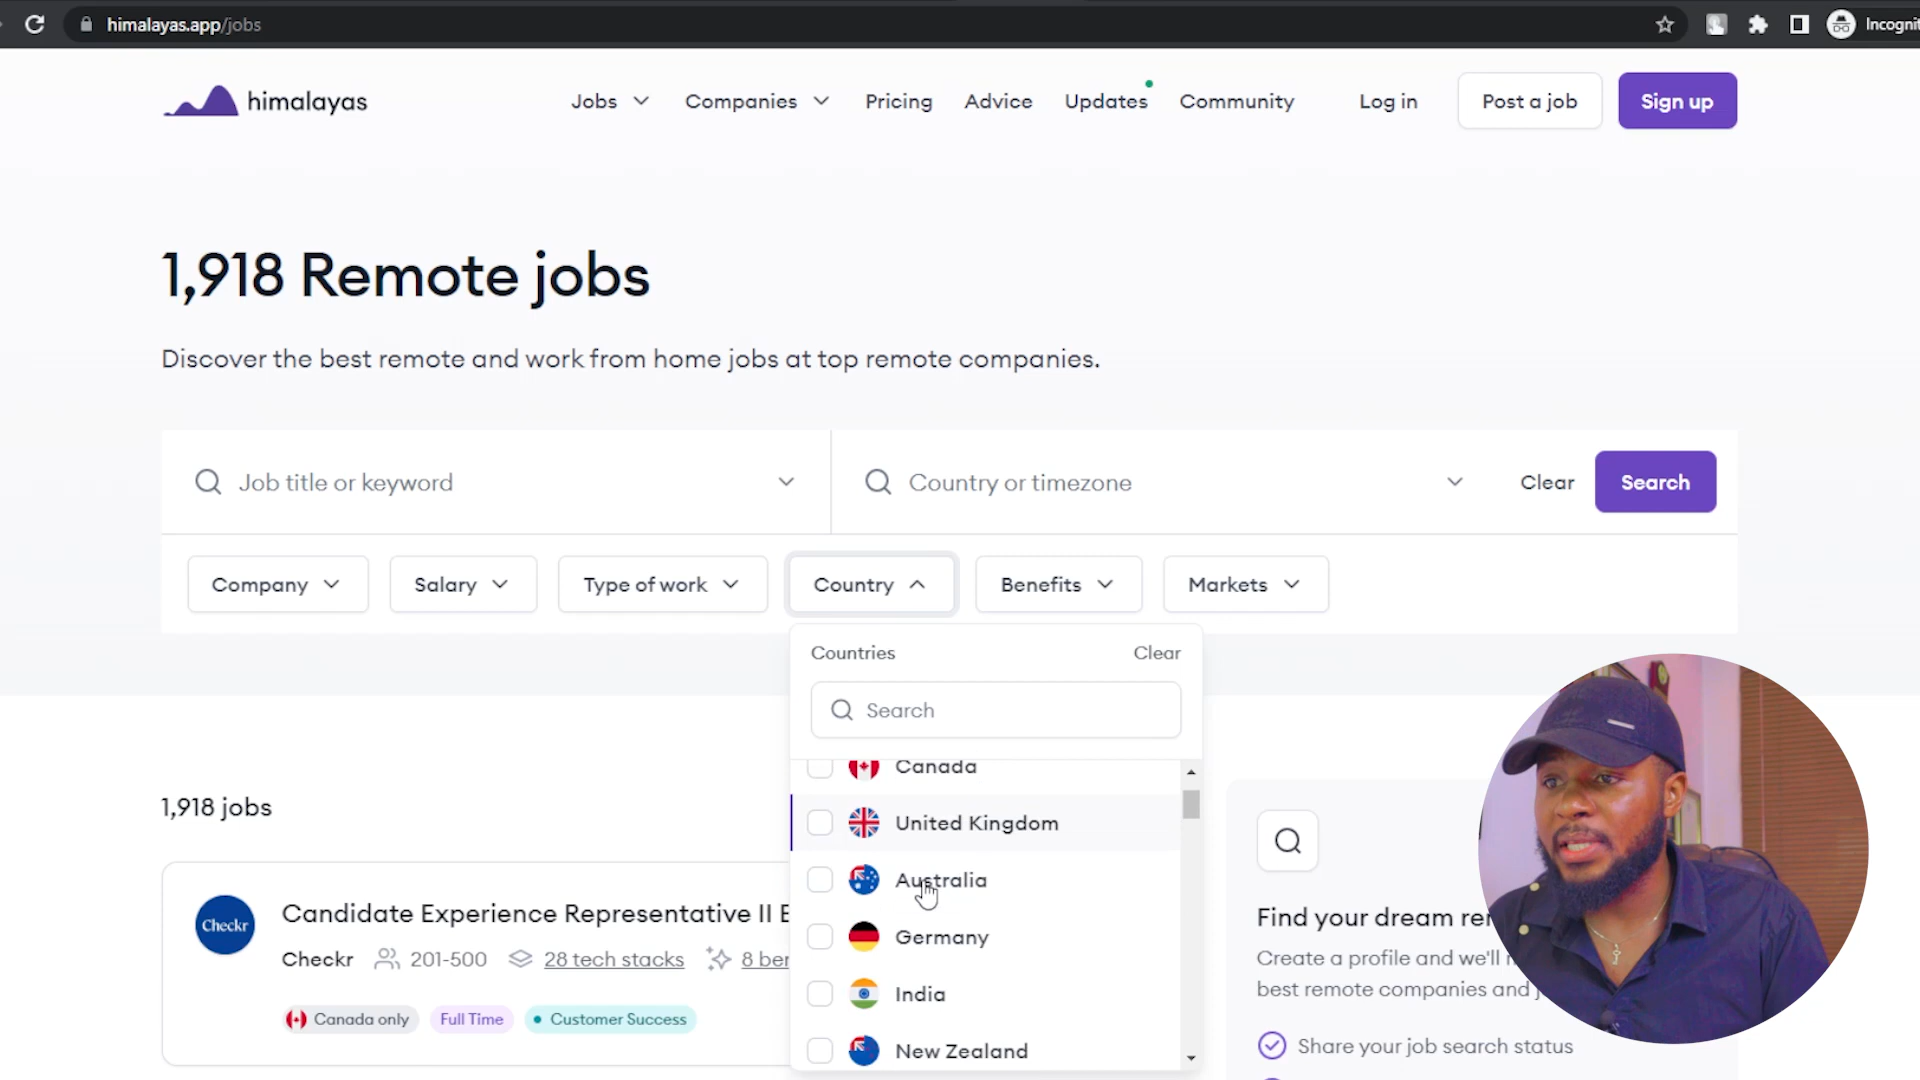 himalayas.app/jobs
Incognit
himalayas
Jobs Companies Pricing Advice Updates Community Log in Post a job Sign up
1,918 Remote jobs
Discover the best remote and work from home jobs at top remote companies.
Job title or keyword Country or timezone Clear Search
Company Salary Type of work Country Benefits Markets
Countries Clear
Search
Canada
United Kingdom
Australia
Germany
India
New Zealand
1,918 jobs
Checkr
Candidate Experience Representative II E
Checkr 201-500 28 tech stacks 8 ber
Canada only Full Time Customer Success
Find your dream re
Create a profile and we'll
best remote companies and
Share your job search status